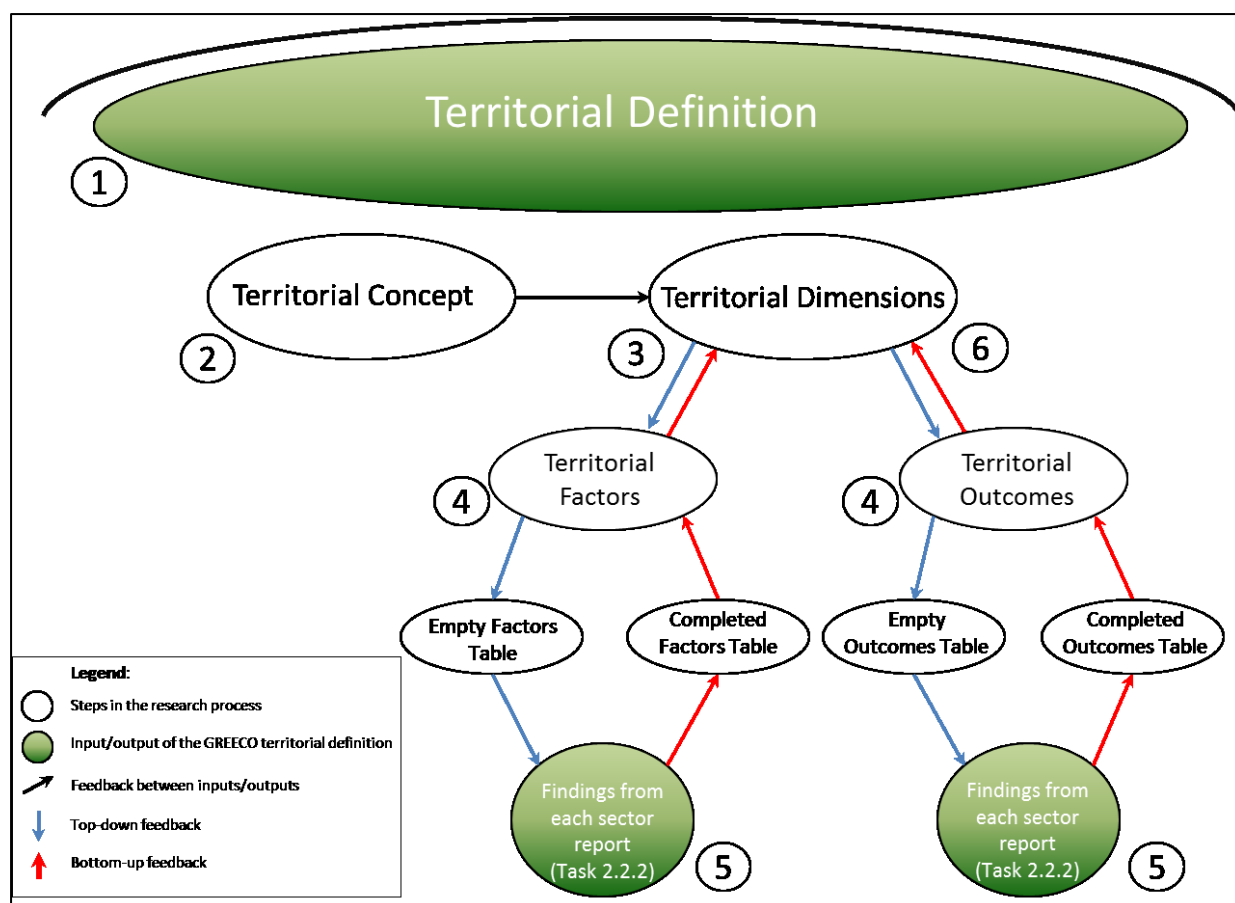 Territorial Definition
1
Territorial Concept
Territorial Dimensions
2
3
6
Territorial
Factors
Territorial
Outcomes
4
4
Empty Factors
Table
Completed
Factors Table
Empty
Outcomes Table
Completed
Outcomes Table
Legend:
Steps in the research process
Input/output of the GREECO territorial definition
Feedback between inputs/outputs
Top-down feedback
Bottom-up feedback
Findings from
each sector
report
(Task 2.2.2)
5
Findings from
each sector
report
(Task 2.2.2)
5